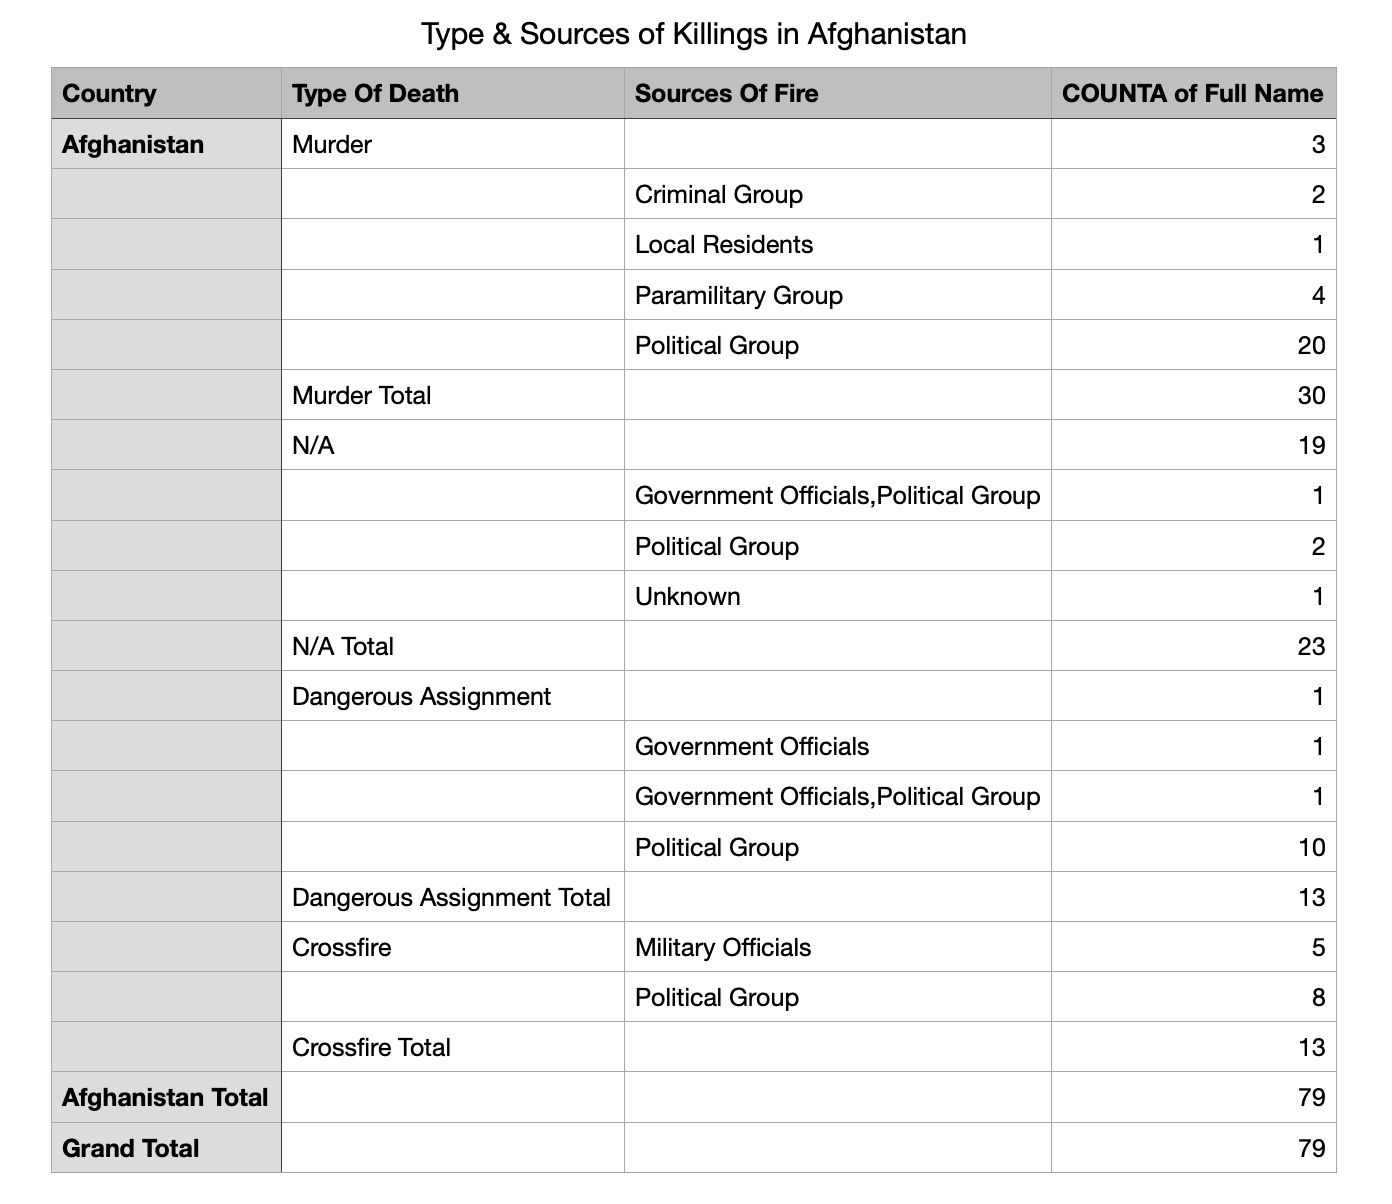 Type & Sources of Killings in Afghanistan
Country Type Of Death Sources Of Fire COUNTA of Full Name
Afghanistan Murder 3
Criminal Group 2
Local Residents 1
Paramilitary Group 4
Political Group 20
Murder Total 30
N/A 19
Government Officials,Political Group 1
Political Group 2
Unknown 1
N/A Total 23
Dangerous Assignment 1
Government Officials 1
Government Officials,Political Group 1
Political Group 10
Dangerous Assignment Total 13
Crossfire Military Officials 5
Political Group 8
Crossfire Total 13
Afghanistan Total 79
Grand Total 79